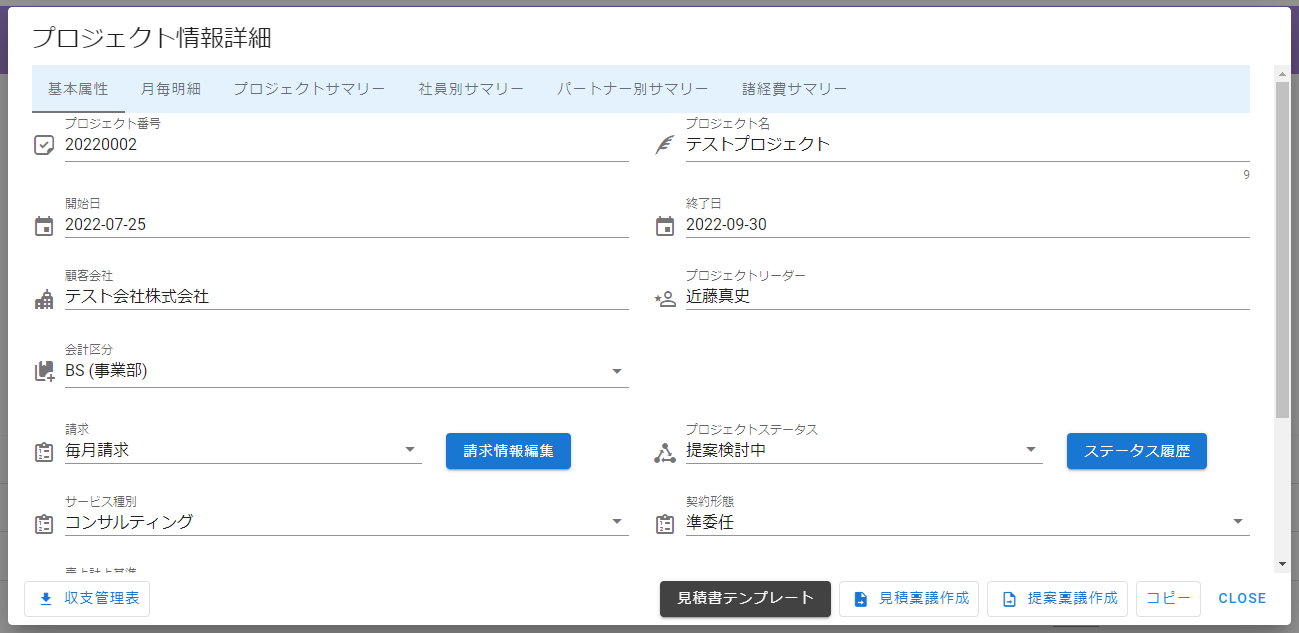 プロジェクト情報詳細
基本属性 月毎明細 プロジェクトサマリー 社員別サマリー パートナー別サマリー 諸経費サマリー
プロジェクト番号
20220002
プロジェクト名
テストプロジェクト
9
開始日
2022-07-25
終了日
2022-09-30
顧客会社
テスト会社株式会社
プロジェクトリーダー
近藤真史
会計区分
BS (事業部)
請求
毎月請求
請求情報編集
プロジェクトステータス
提案検討中
ステータス履歴
サービス種別
コンサルティング
契約形態
準委任
売上計上基準
収支管理表 見積書テンプレート 見積稟議作成 提案稟議作成 コピー CLOSE